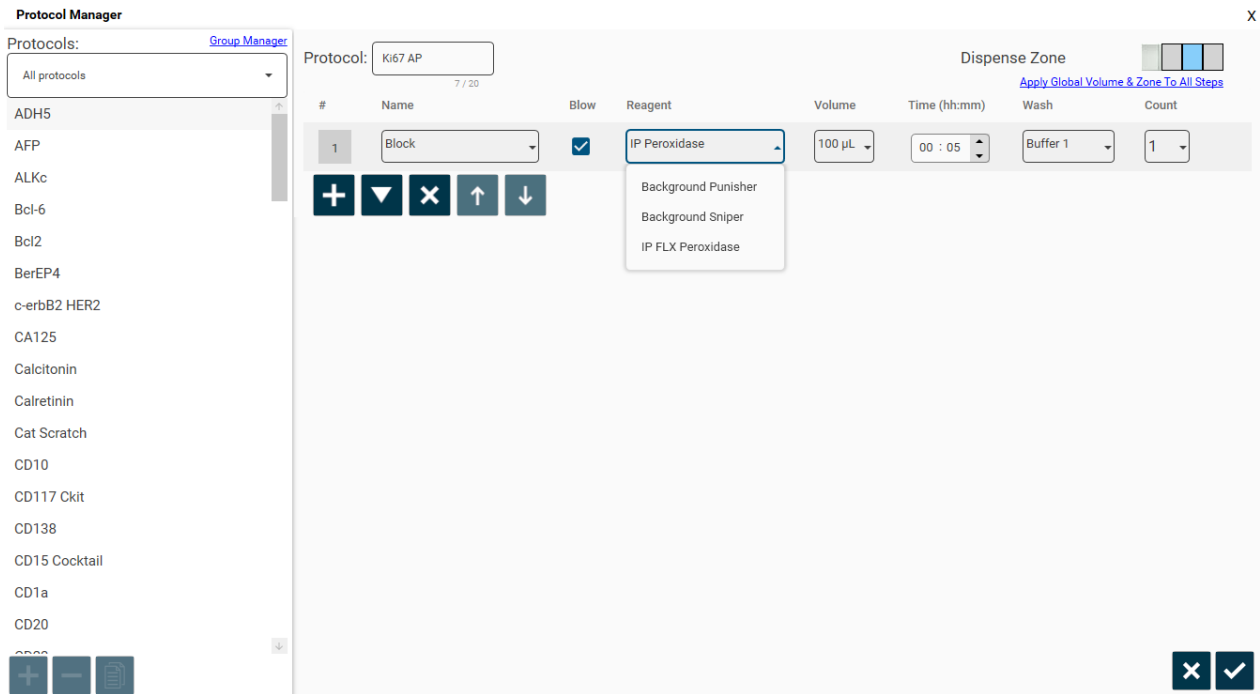 Protocol Manager
X
Protocols:
Group Manager
All protocols
ADH5
AFP
ALKc
Bcl-6
Bcl2
BerEP4
c-erbB2 HER2
CA125
Calcitonin
Calretinin
Cat Scratch
CD10
CD117 Ckit
CD138
CD15 Cocktail
CD1a
CD20
Protocol: Ki67 AP
7 / 20
Dispense Zone
Apply Global Volume & Zone To All Steps
# Name Blow Reagent Volume Time (hh:mm) Wash Count
1 Block IP Peroxidase 100 µL 00 : 05 Buffer 1 1
Background Punisher
Background Sniper
IP FLX Peroxidase